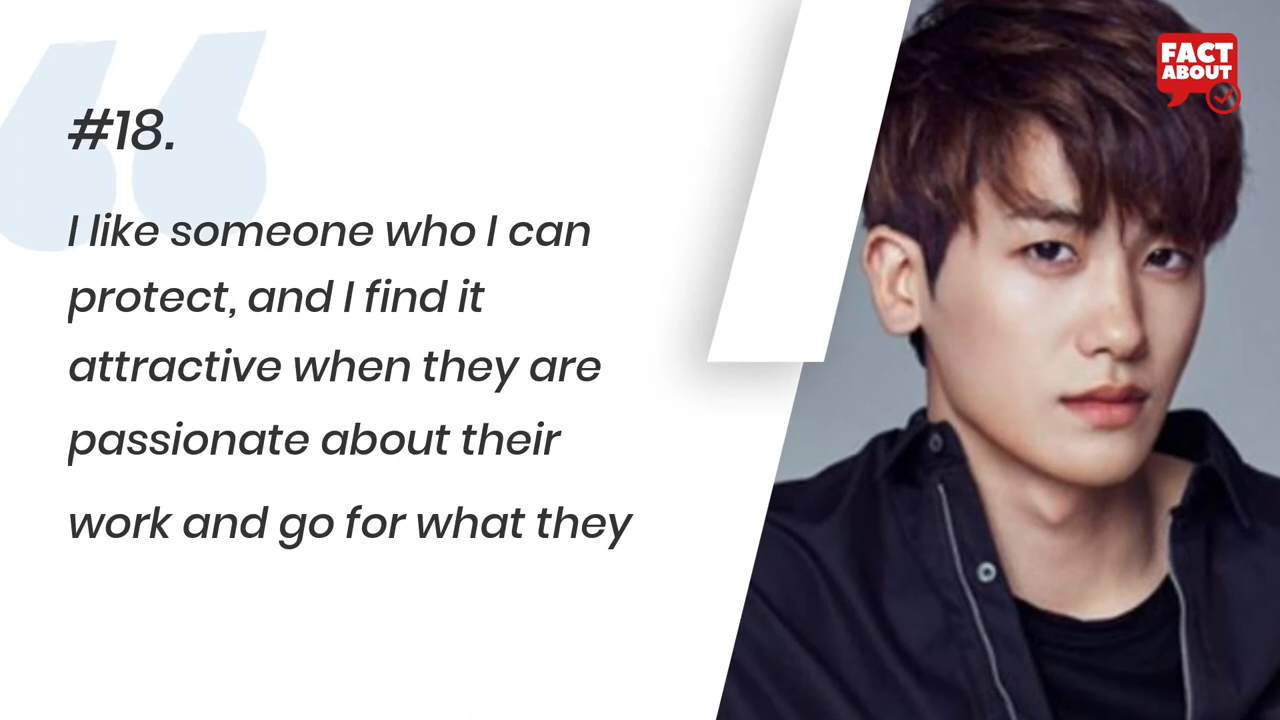 #18.
I like someone who I can
protect, and I find it
attractive when they are
passionate about their
work and go for what they
FACT
ABOUT